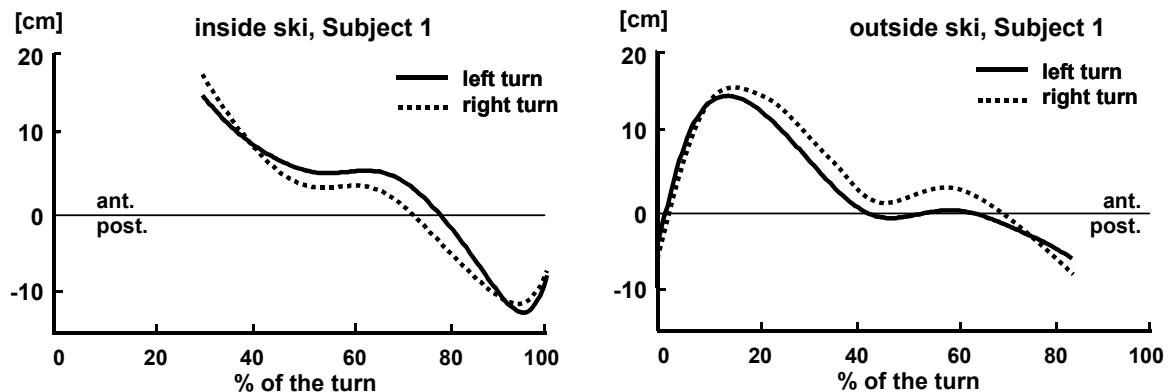 [cm]
inside ski, Subject 1
20
left turn
right turn
10
ant.
0
post.
-10
0 20 40 60 80 100
% of the turn
[cm]
outside ski, Subject 1
20
left turn
right turn
10
ant.
0
post.
-10
0 20 40 60 80 100
% of the turn